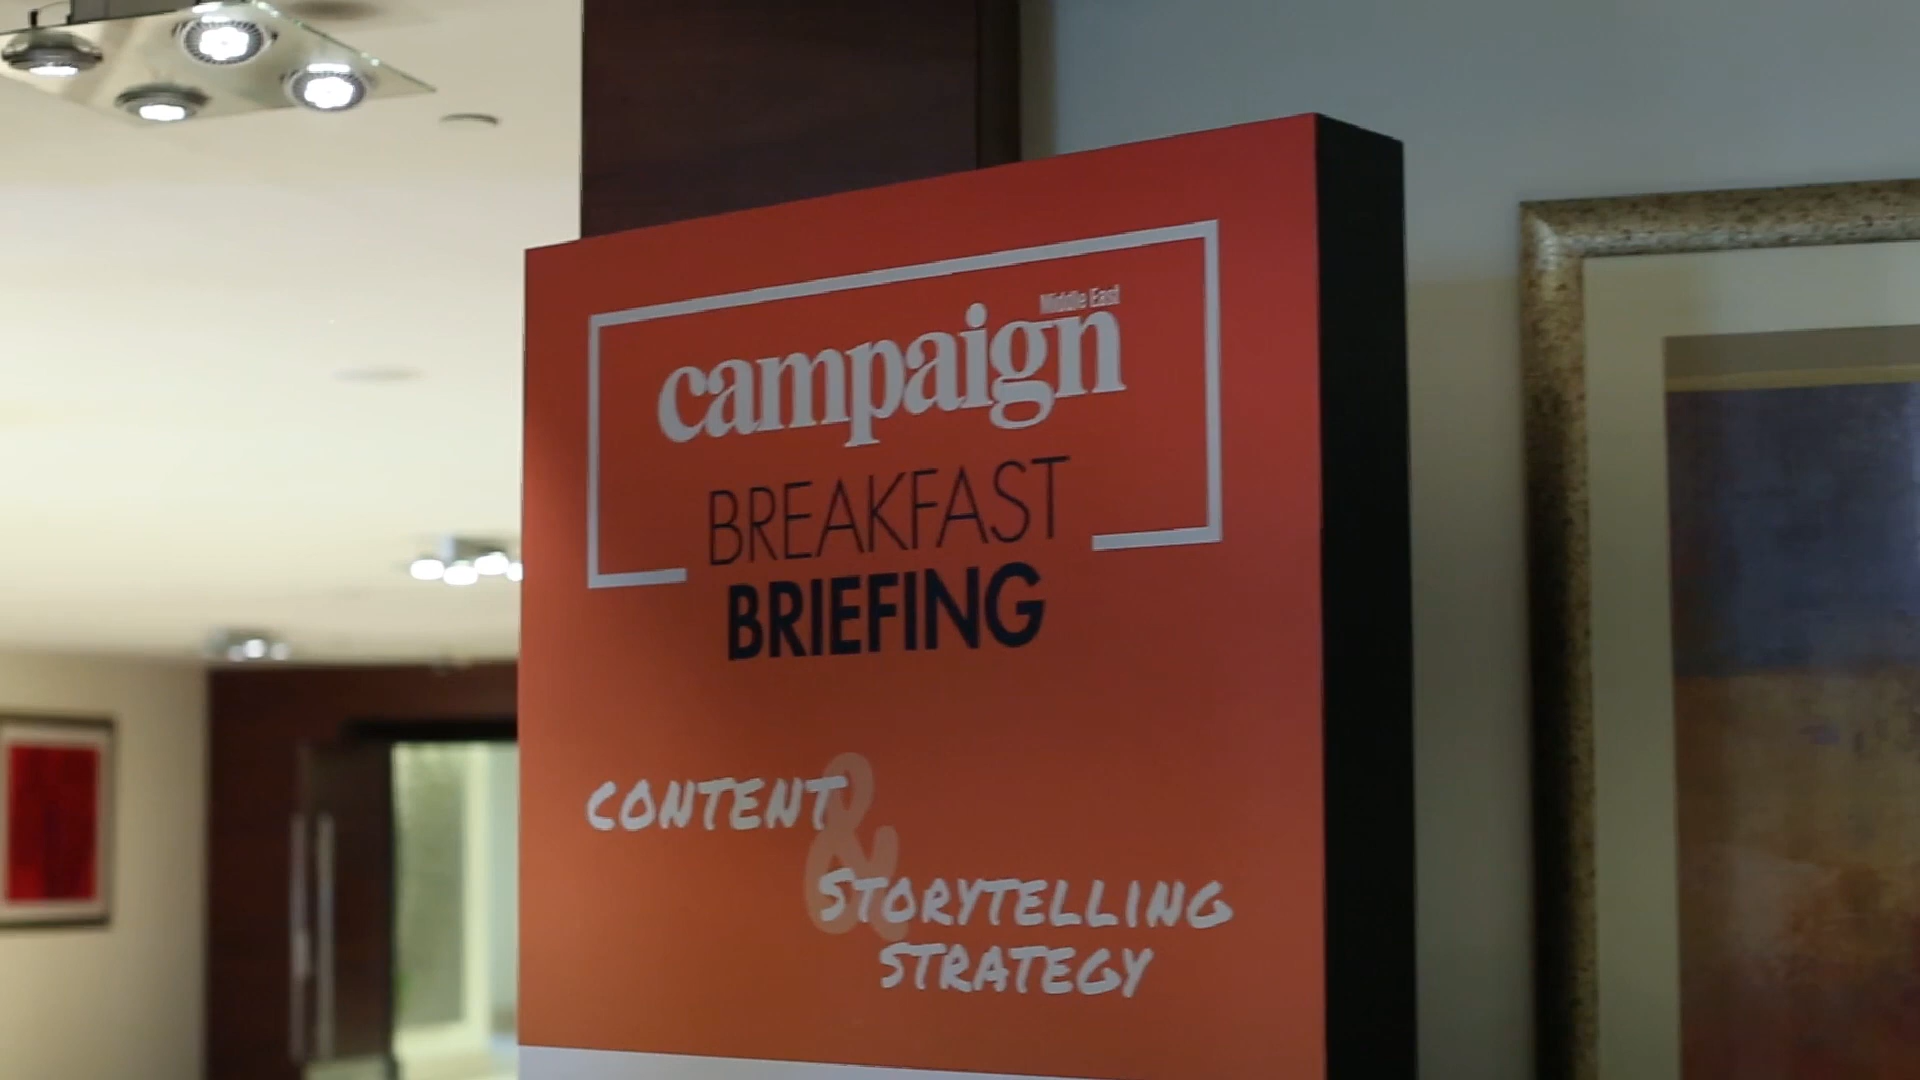 Middle East
campaign
BREAKFAST
BRIEFING
CONTENT
&
STORYTELLING
STRATEGY